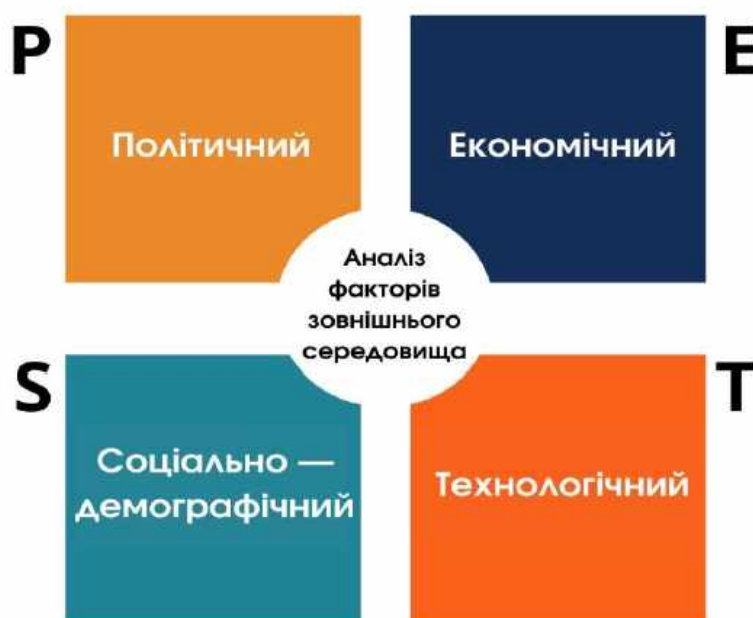 P
E
Політичний
Економічний
Аналіз
факторів
зовнішнього
середовища
S
T
Соціально —
демографічний
Технологічний